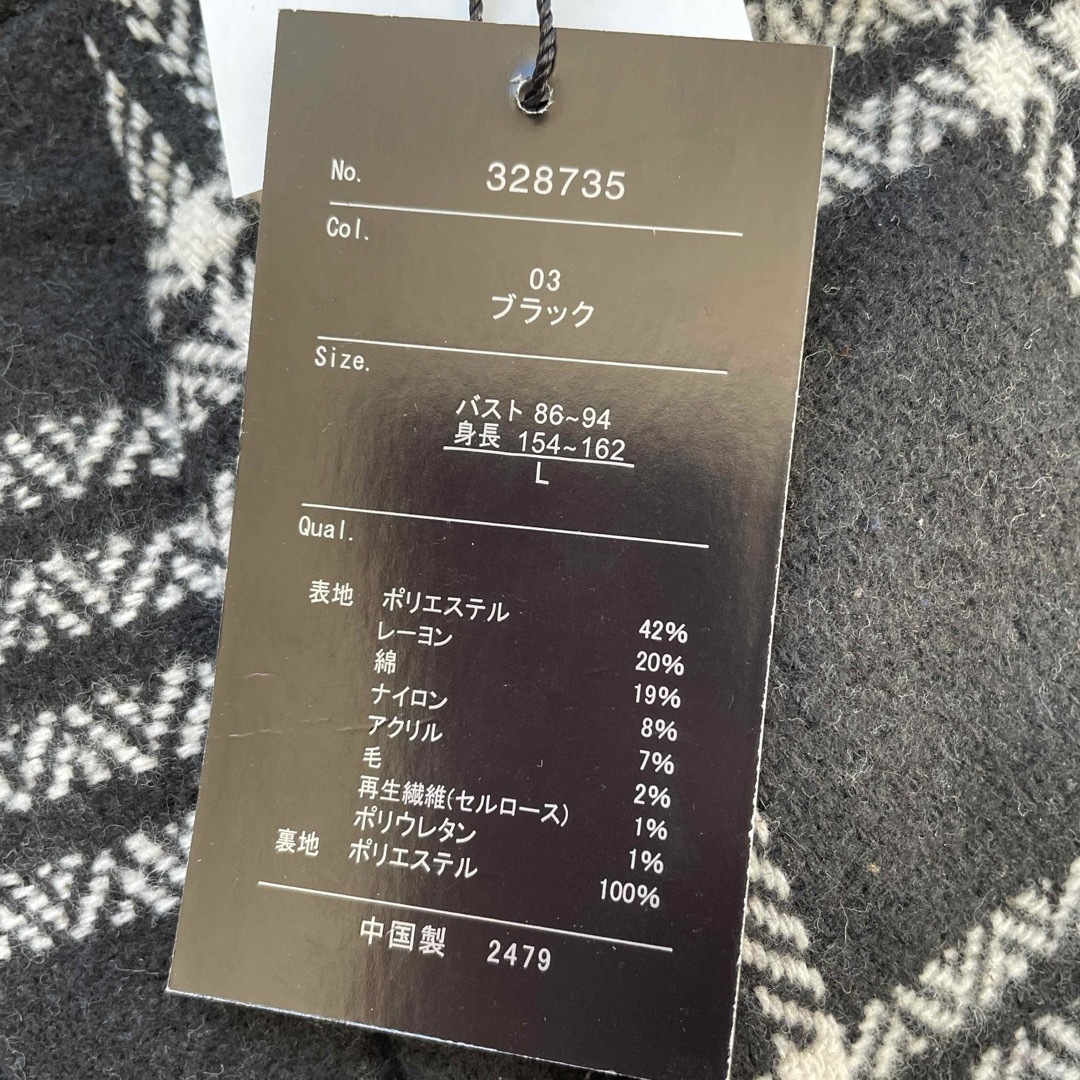 No. 328735
Col.
03
ブラック
Size.
バスト 86~94
身長 154~162
L
Qual.
表地 ポリエステル 42%
レーヨン 20%
綿 19%
ナイロン 8%
アクリル 7%
毛 2%
再生繊維(セルロース) 1%
ポリウレタン 1%
裏地 ポリエステル 100%
中国製 2479